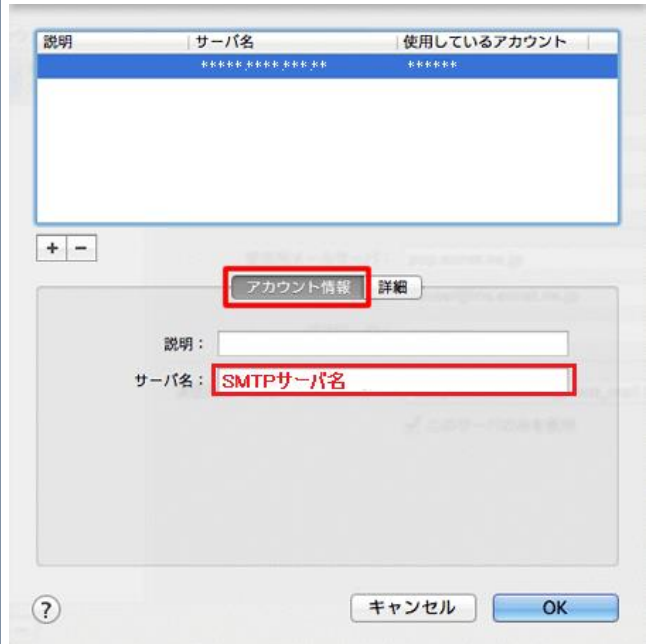 説明 サーバ名 使用しているアカウント
*****.****.***.** ******
+ −
アカウント情報 詳細
説明：
サーバ名： SMTPサーバ名
? キャンセル OK